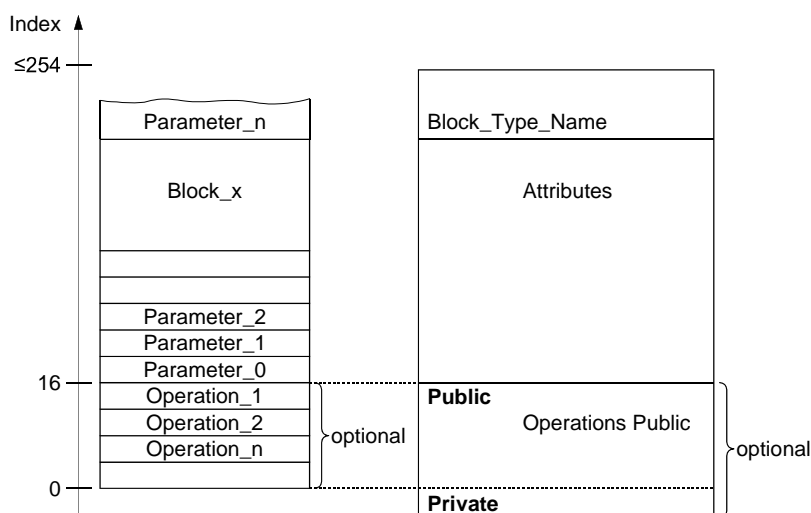 Index
≤254
Parameter_n
Block_Type_Name
Block_x
Attributes
Parameter_2
Parameter_1
Parameter_0
16
Operation_1
Public
Operation_2
Operations Public
optional
Operation_n
optional
0
Private